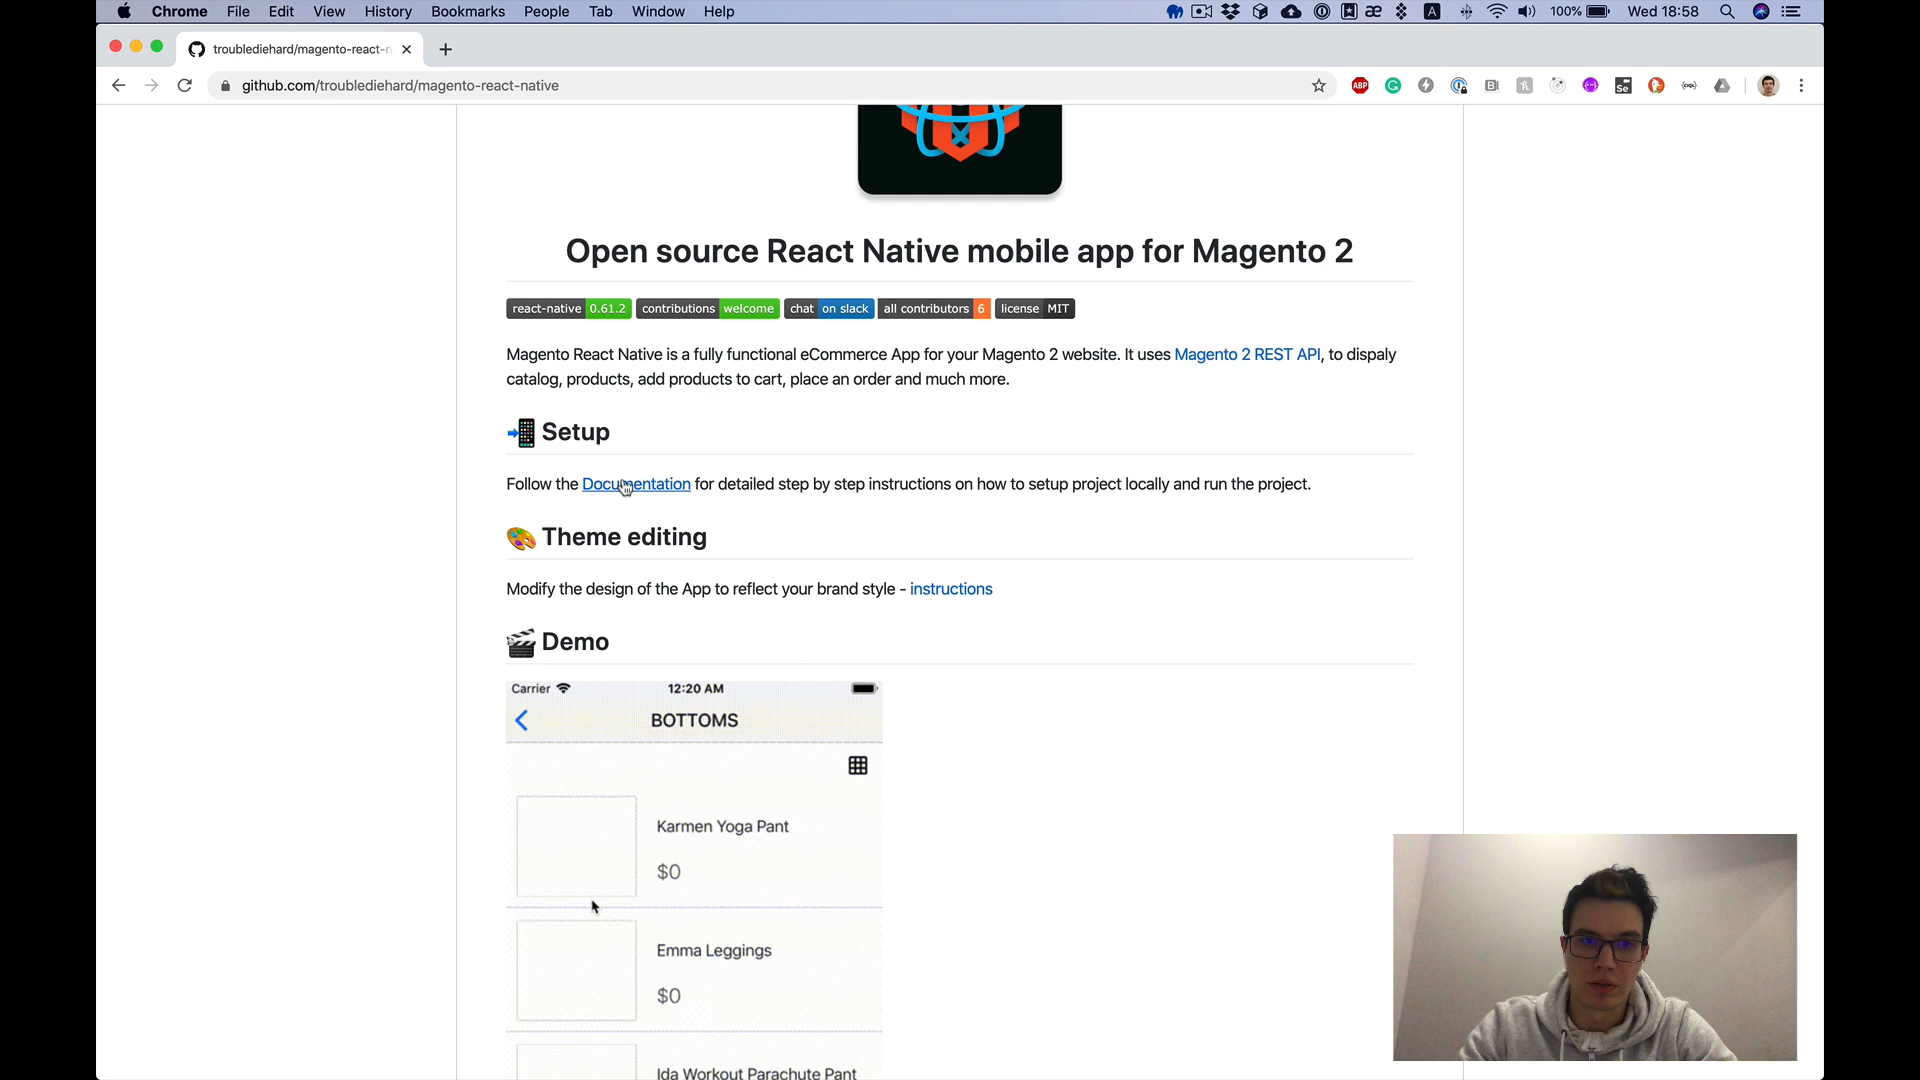 Chrome File Edit View History Bookmarks People Tab Window Help
A 100% Wed 18:58
troublediehard/magento-react-n
github.com/troublediehard/magento-react-native
ABP
Se
Open source React Native mobile app for Magento 2
react-native 0.61.2 contributions welcome chat on slack all contributors 6 license MIT
Magento React Native is a fully functional eCommerce App for your Magento 2 website. It uses Magento 2 REST API, to dispaly
catalog, products, add products to cart, place an order and much more.
Setup
Follow the Documentation for detailed step by step instructions on how to setup project locally and run the project.
Theme editing
Modify the design of the App to reflect your brand style - instructions
Demo
Carrier 12:20 AM
BOTTOMS
Karmen Yoga Pant
$0
Emma Leggings
$0
Ida Workout Parachute Pant